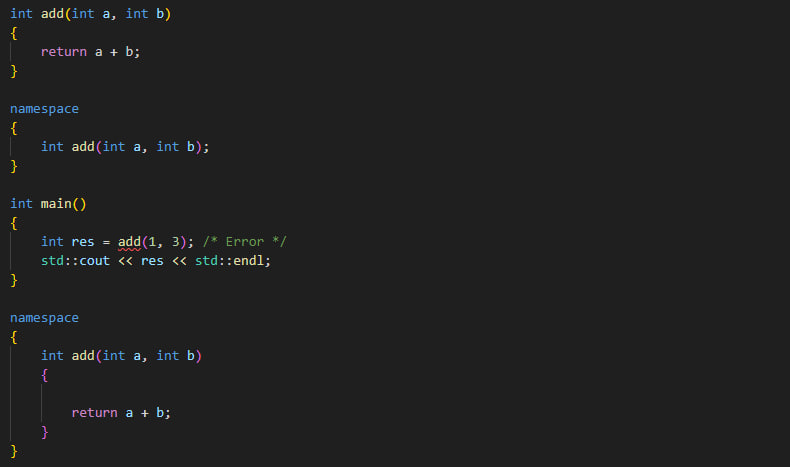 int add(int a, int b)
{
    return a + b;
}
namespace
{
    int add(int a, int b);
}
int main()
{
    int res = add(1, 3); /* Error */
    std::cout << res << std::endl;
}
namespace
{
    int add(int a, int b)
    {
        return a + b;
    }
}